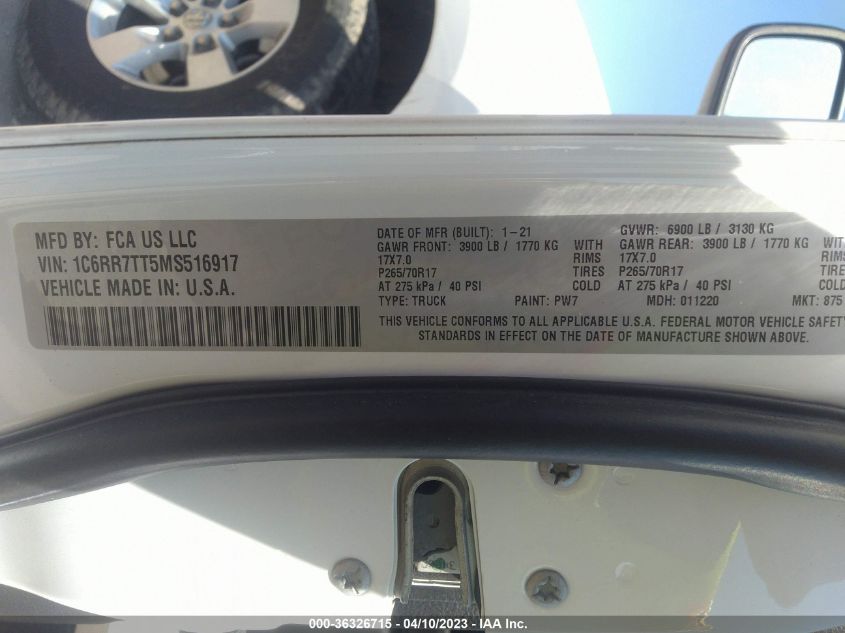 MFD BY: FCA US LLC
VIN: 1C6RR7TT5MS516917
VEHICLE MADE IN: U.S.A.
DATE OF MFR (BUILT): 1-21 GVWR: 6900 LB / 3130 KG
GAWR FRONT: 3900 LB / 1770 KG WITH GAWR REAR: 3900 LB / 1770 KG
17X7.0 RIMS 17X7.0 RIMS
P265/70R17 TIRES P265/70R17 TIRES
AT 275 kPa / 40 PSI COLD AT 275 kPa / 40 PSI
TYPE: TRUCK PAINT: PW7 MDH: 011220 MKT: 875
THIS VEHICLE CONFORMS TO ALL APPLICABLE U.S.A. FEDERAL MOTOR VEHICLE SAFETY
STANDARDS IN EFFECT ON THE DATE OF MANUFACTURE SHOWN ABOVE.
000-36326715 - 04/10/2023 - IAA Inc.